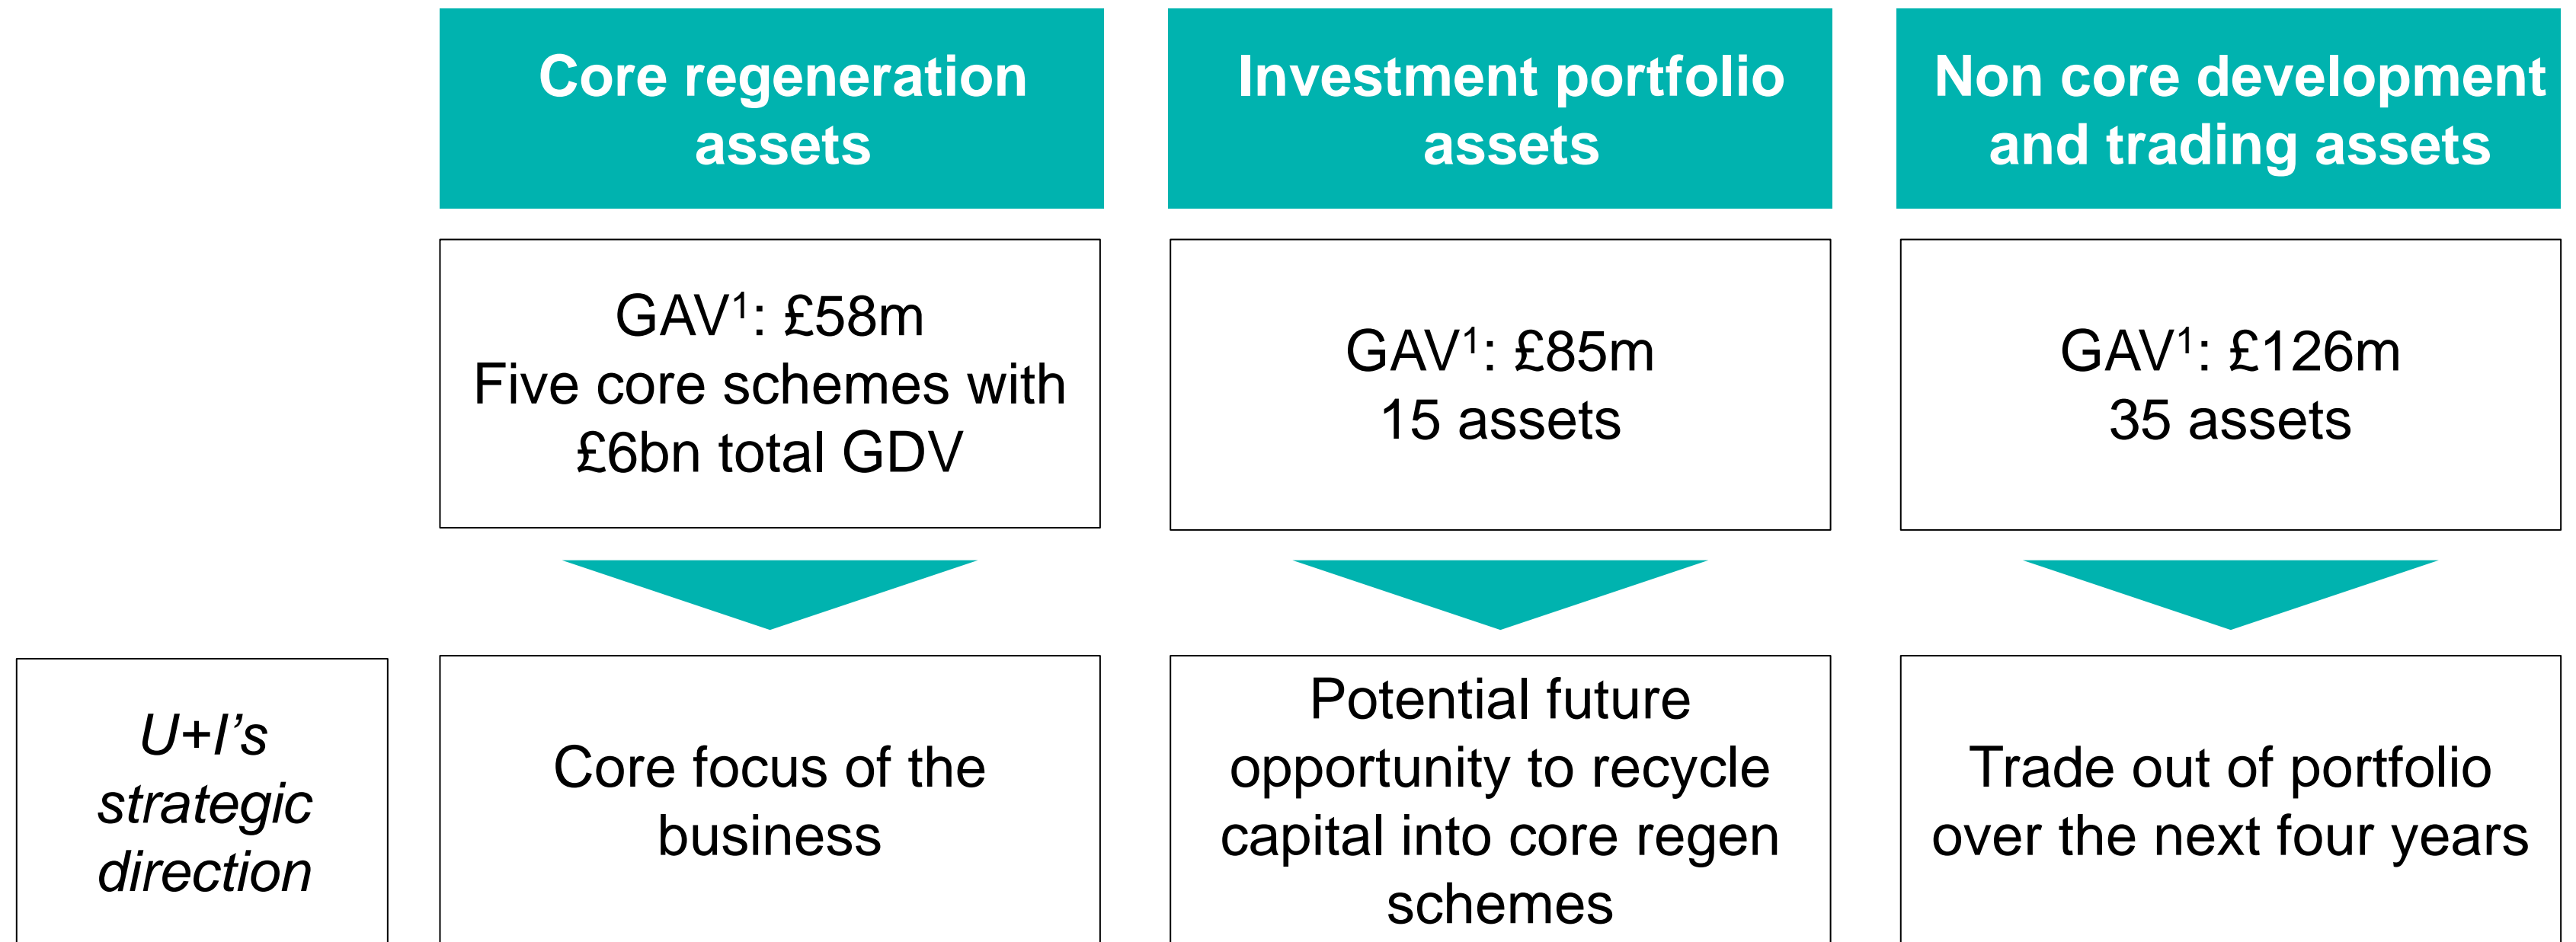 Core regeneration
assets
Investment portfolio
assets
Non core development
and trading assets
GAV¹: £58m
Five core schemes with
£6bn total GDV
GAV¹: £85m
15 assets
GAV¹: £126m
35 assets
U+I’s
strategic
direction
Core focus of the
business
Potential future
opportunity to recycle
capital into core regen
schemes
Trade out of portfolio
over the next four years